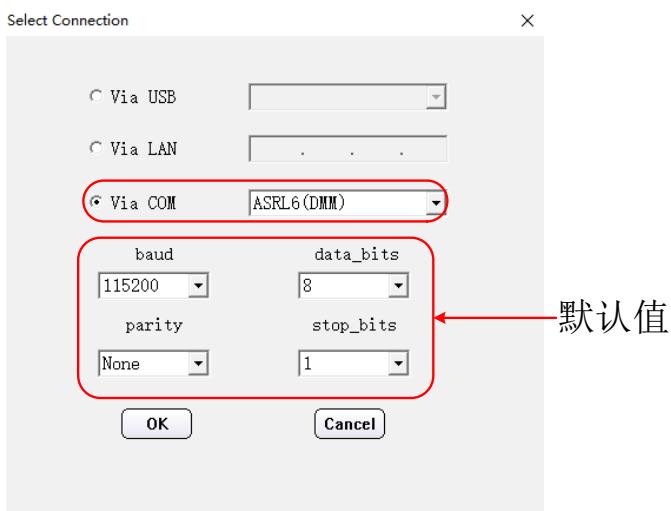 Select Connection
Via USB
Via LAN
. . .
Via COM ASRL6(DMM)
baud data_bits
115200 8
parity stop_bits
默认值
None 1
OK Cancel